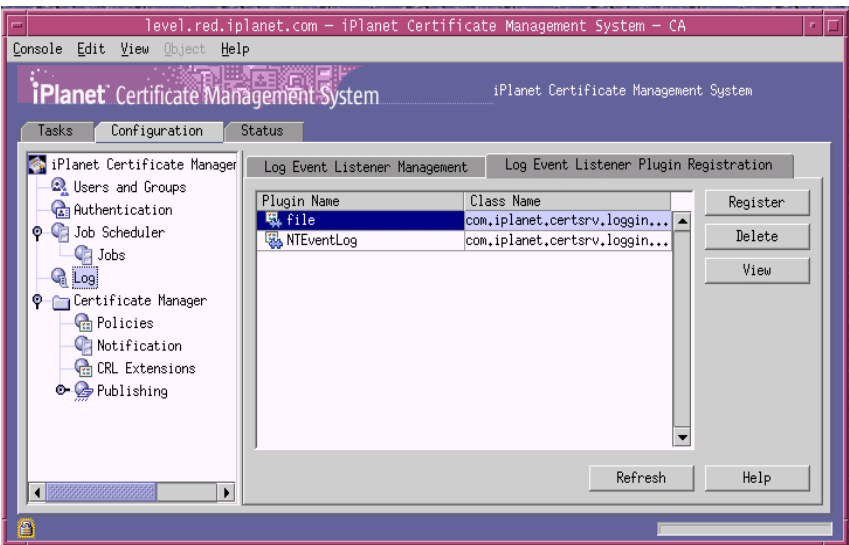 level.red.iplanet.com — iPlanet Certificate Management System — CA
Console Edit View Object Help
iPlanet Certificate Management System
iPlanet Certificate Management System
Tasks Configuration Status
iPlanet Certificate Manager
Users and Groups
Authentication
Job Scheduler
Jobs
Log
Certificate Manager
Policies
Notification
CRL Extensions
Publishing
Log Event Listener Management Log Event Listener Plugin Registration
Plugin Name Class Name
file com.iplanet.certsrv.loggin...
NTEventLog com.iplanet.certsrv.loggin...
Register
Delete
View
Refresh Help